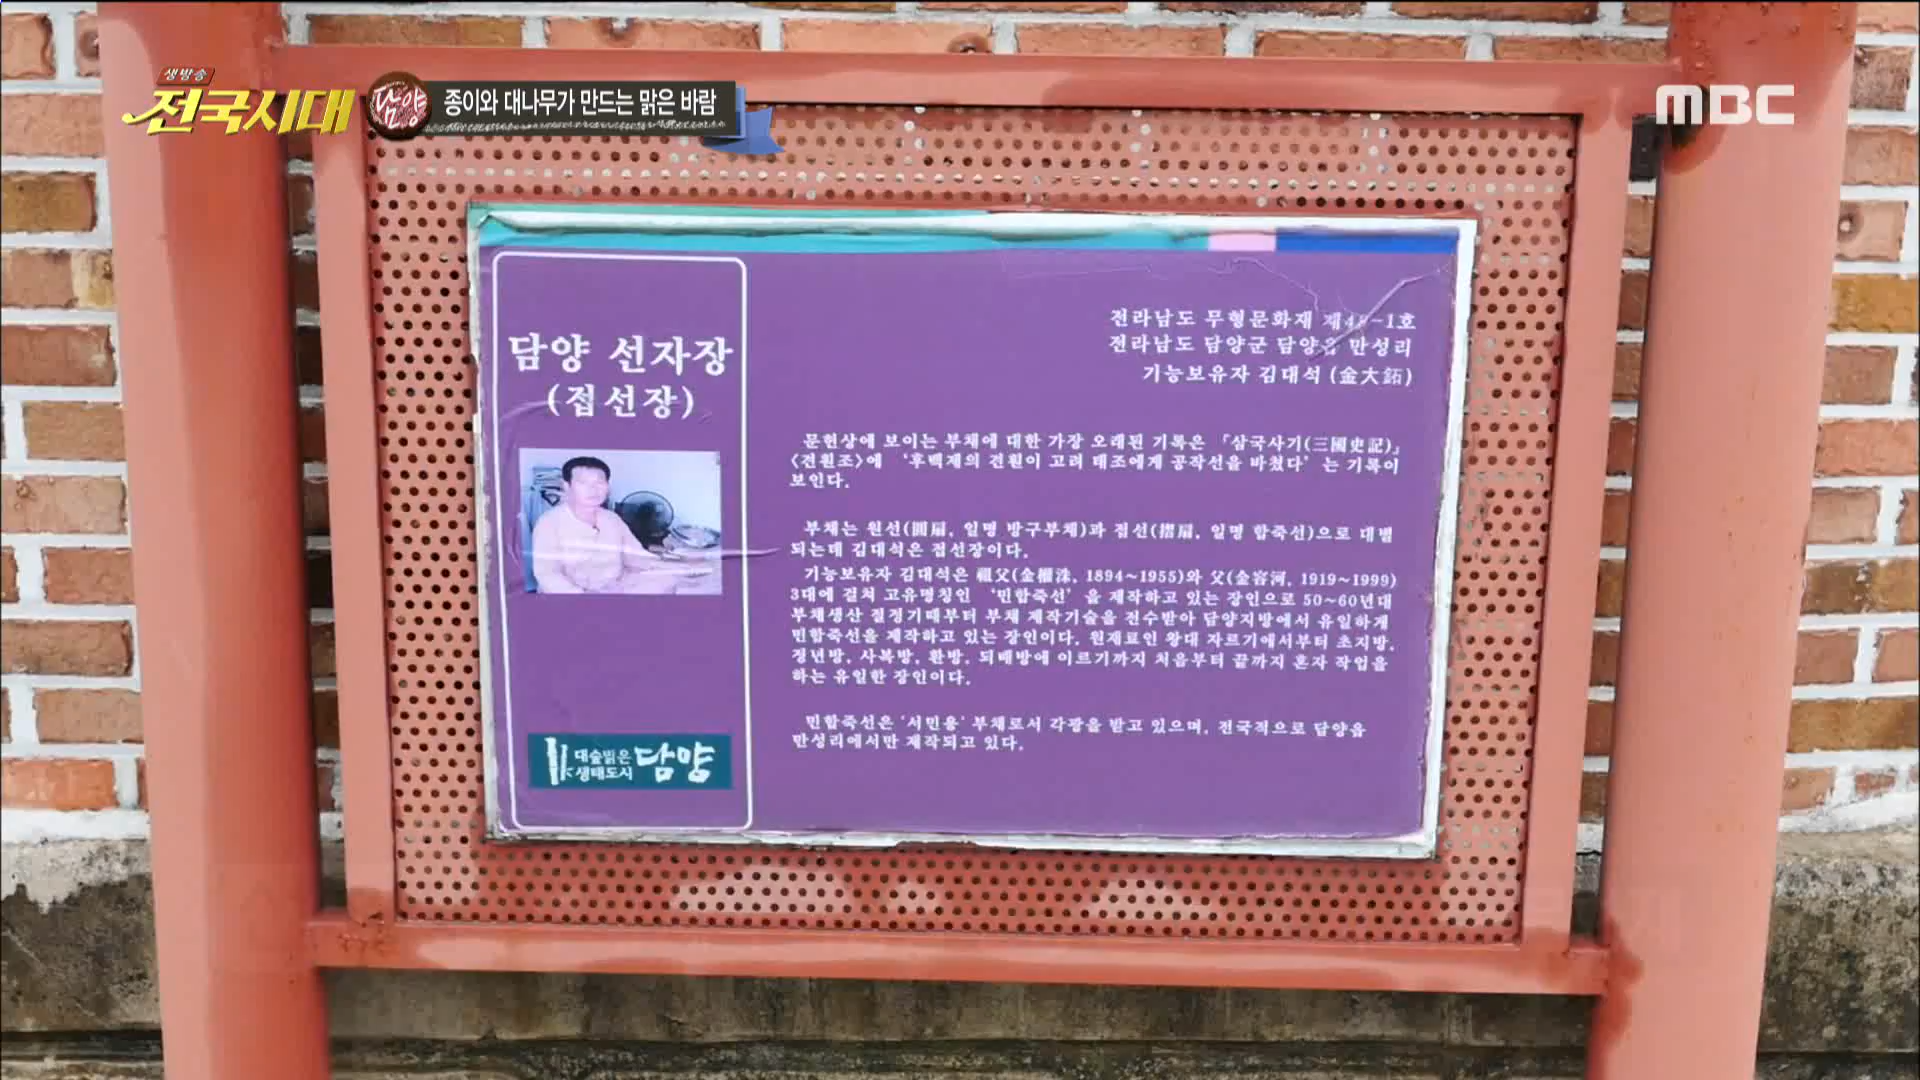 생방송
전국시대
담양
종이와 대나무가 만드는 맑은 바람
MBC
담양 선자장
(접선장)
대숲맑은
생태도시
담양
전라남도 무형문화재 제48-1호
전라남도 담양군 담양읍 만성리
기능보유자 김대석 (金大鉐)
문헌상에 보이는 부채에 대한 가장 오래된 기록은 「삼국사기(三國史記)」
<견훤조>에 '후백제의 견훤이 고려 태조에게 공작선을 바쳤다' 는 기록이
보인다.
부채는 원선(圓扇, 일명 방구부채)과 접선(摺扇, 일명 합죽선)으로 대별
되는데 김대석은 접선장이다.
기능보유자 김대석은 祖父(金 1894~1955)와 父(金容河, 1919~1999)
3대에 걸쳐 고유명칭인 '민합죽선' 을 제작하고 있는 장인으로 50~60년대
부채생산 절정기때부터 부채 제작기술을 전수받아 담양지방에서 유일하게
민합죽선을 제작하고 있는 장인이다. 원재료인 왕대 자르기에서부터 초지방,
정년방, 사복방, 환방, 되배방에 이르기까지 처음부터 끝까지 혼자 작업을
하는 유일한 장인이다.
민합죽선은 '서민용' 부채로서 각광을 받고 있으며, 전국적으로 담양읍
만성리에서만 제작되고 있다.